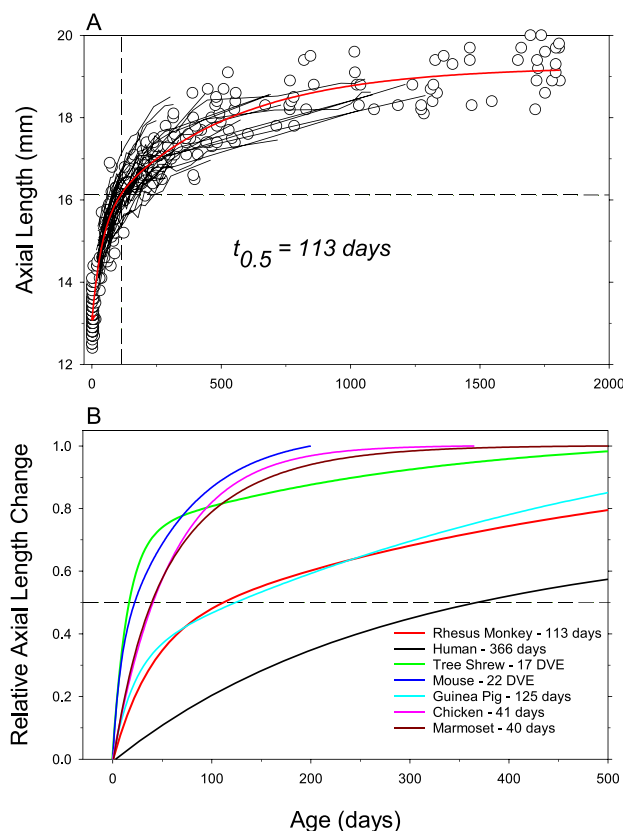 A
20
18
16
14
12
Axial Length (mm)
t0.5 = 113 days
0 500 1000 1500 2000
B
1.0
0.8
0.6
0.4
0.2
0.0
Relative Axial Length Change
Rhesus Monkey - 113 days
Human - 366 days
Tree Shrew - 17 DVE
Mouse - 22 DVE
Guinea Pig - 125 days
Chicken - 41 days
Marmoset - 40 days
0 100 200 300 400 500
Age (days)